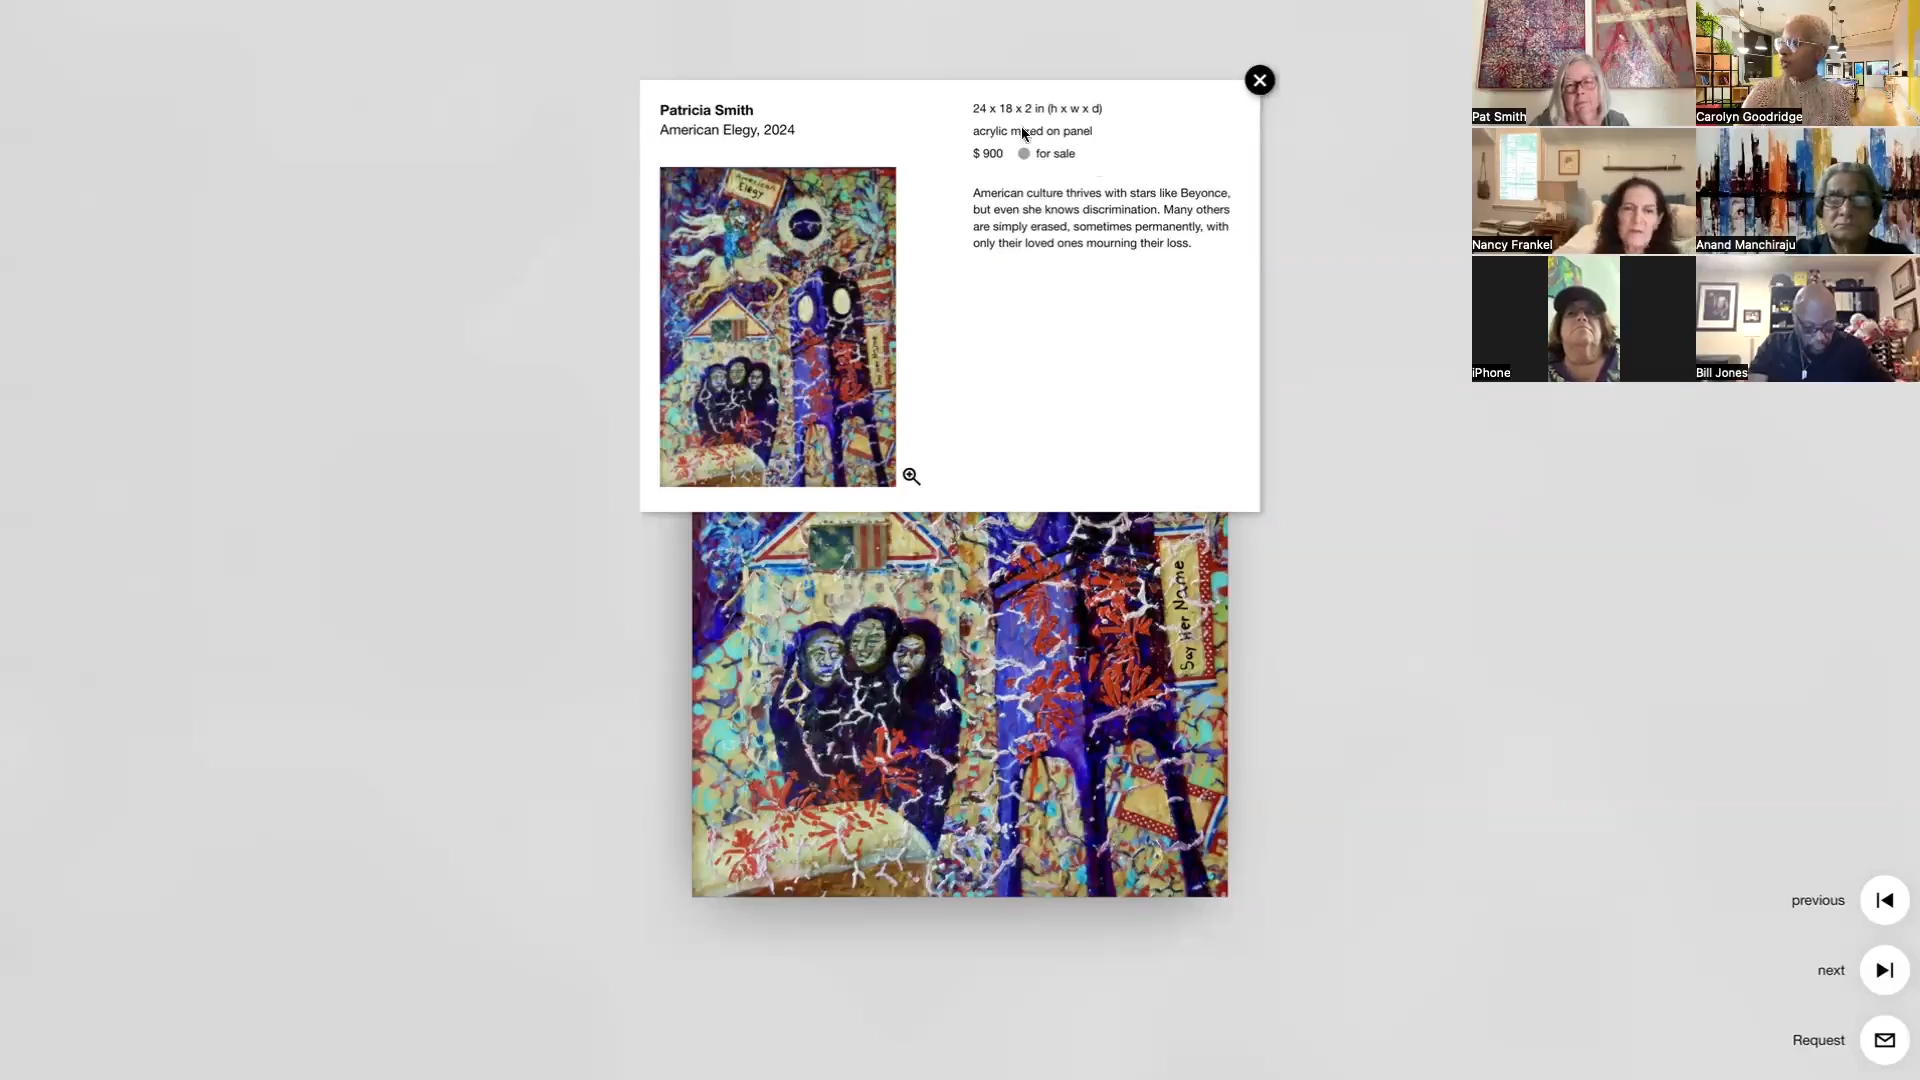 Patricia Smith
American Elegy, 2024
24 x 18 x 2 in (h x w x d)
acrylic mixed on panel
$ 900 for sale
American culture thrives with stars like Beyonce,
but even she knows discrimination. Many others
are simply erased, sometimes permanently, with
only their loved ones mourning their loss.
American
Elegy
Say Her Name
Say Her Name
Pat Smith
Carolyn Goodridge
Nancy Frankel
Anand Manchiraju
iPhone
Bill Jones
previous
next
Request